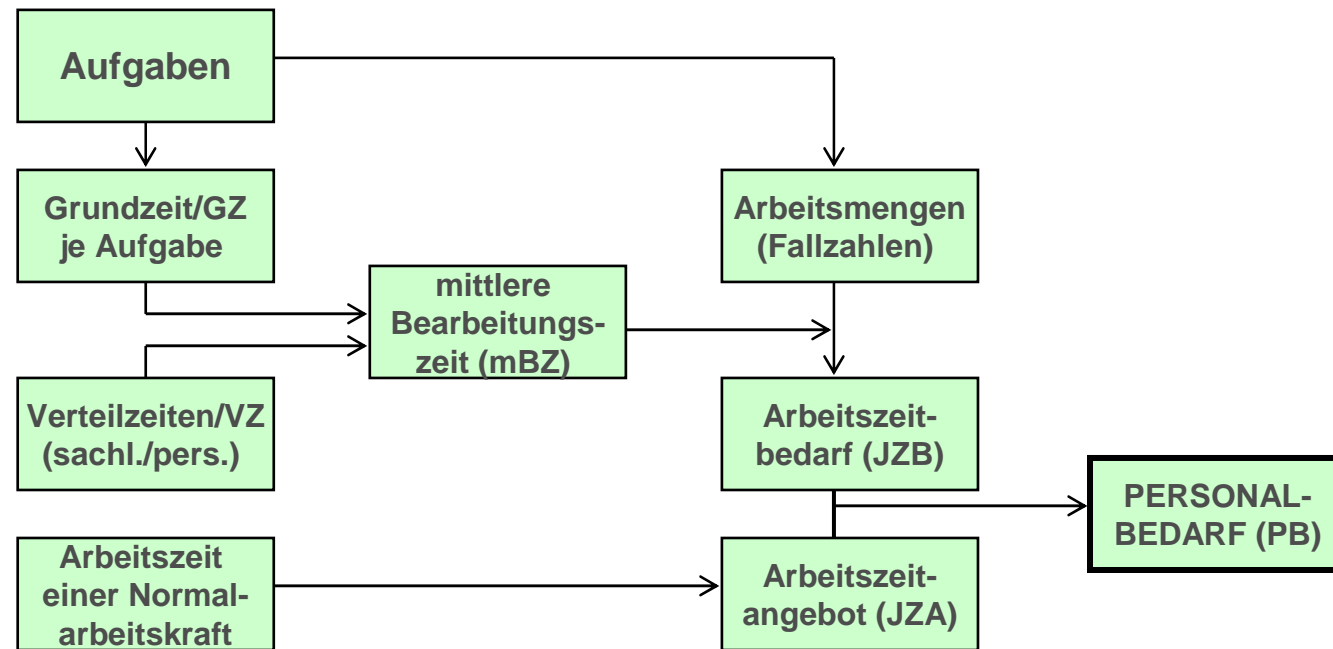 Aufgaben
Grundzeit/GZ
je Aufgabe
Arbeitsmengen
(Fallzahlen)
mittlere
Bearbeitungs-
zeit (mBZ)
Verteilzeiten/VZ
(sachl./pers.)
Arbeitszeit-
bedarf (JZB)
PERSONAL-
BEDARF (PB)
Arbeitszeit
einer Normal-
arbeitskraft
Arbeitszeit-
angebot (JZA)